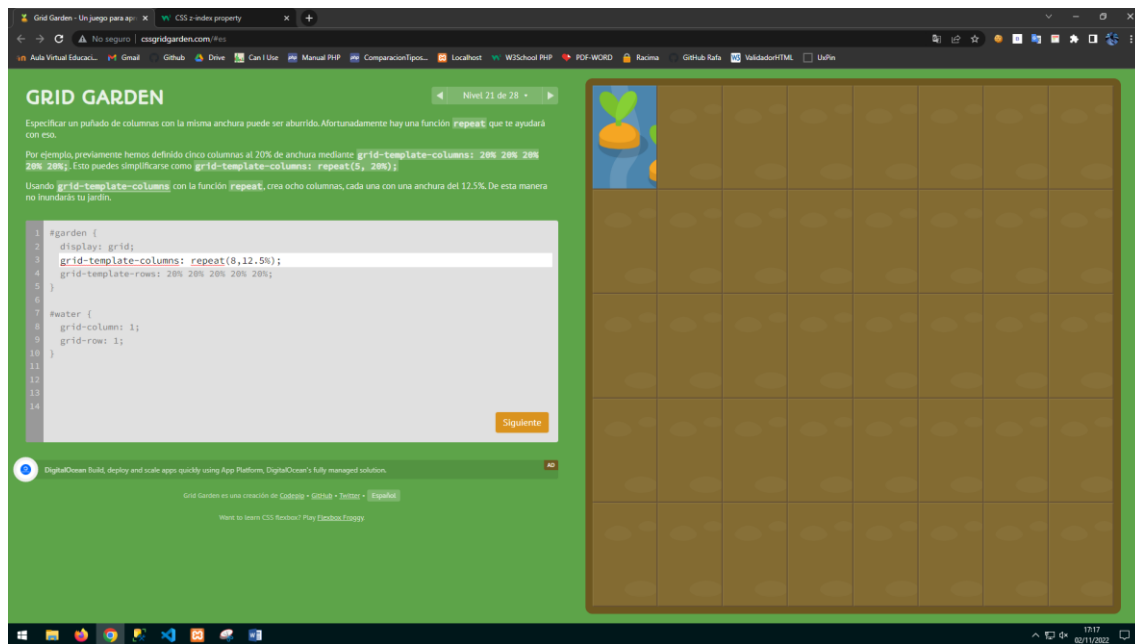 Grid Garden - Un juego para apr
CSS z-index property
No seguro | cssgridgarden.com/#es
Aula Virtual Educaci... Gmail Github Drive Can I Use Manual PHP ComparacionTipos... Localhost W3School PHP PDF-WORD Racima GitHub Rafa ValidadorHTML UxPin
GRID GARDEN
Nivel 21 de 28
Especificar un puñado de columnas con la misma anchura puede ser aburrido. Afortunadamente hay una función repeat que te ayudará
con eso.
Por ejemplo, previamente hemos definido cinco columnas al 20% de anchura mediante grid-template-columns: 20% 20% 20%
20% 20%;. Esto puedes simplificarse como grid-template-columns: repeat(5, 20%);
Usando grid-template-columns con la función repeat, crea ocho columnas, cada una con una anchura del 12.5%. De esta manera
no inundarás tu jardín.
1 #garden {
2 display: grid;
3 grid-template-columns: repeat(8,12.5%);
4 grid-template-rows: 20% 20% 20% 20% 20%;
5 }
6
7 #water {
8 grid-column: 1;
9 grid-row: 1;
10 }
11
12
13
14
Siguiente
DigitalOcean Build, deploy and scale apps quickly using App Platform, DigitalOcean's fully managed solution.
AD
Grid Garden es una creación de Codepip • GitHub • Twitter • Español
Want to learn CSS flexbox? Play Flexbox Froggy.
17:17
02/11/2022